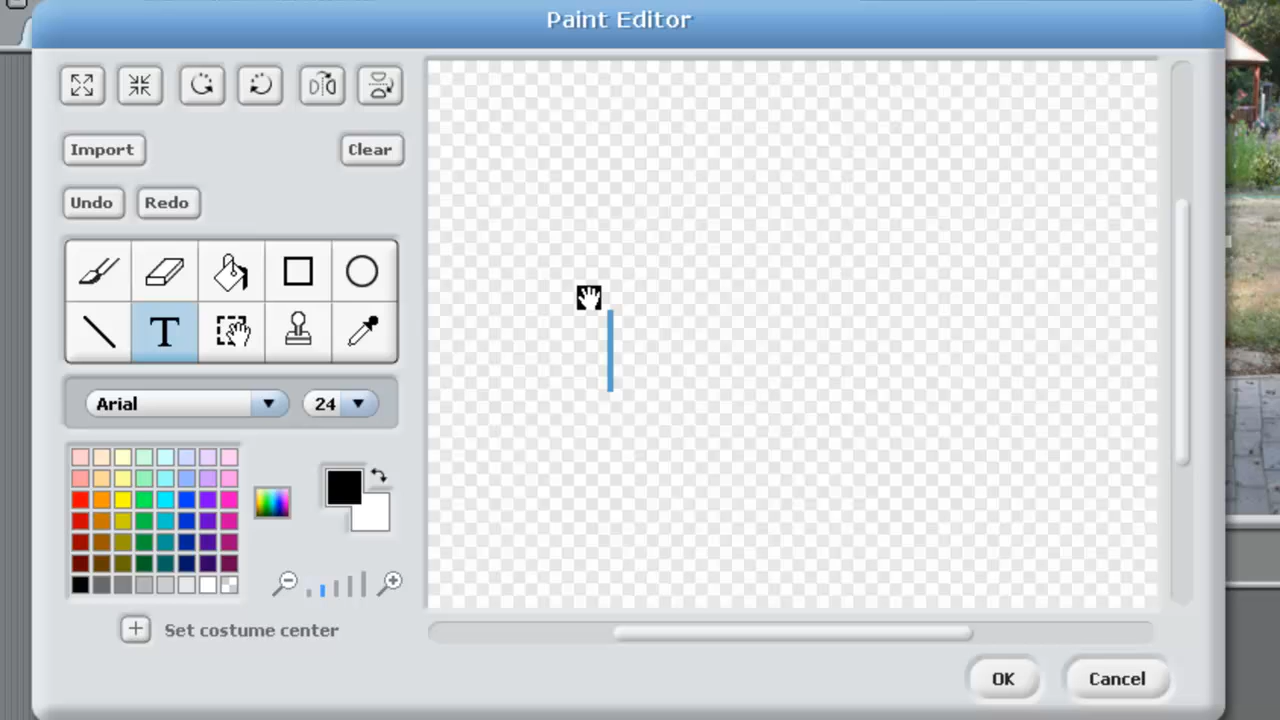 Paint Editor
Import
Clear
Undo
Redo
T
Arial
24
Set costume center
OK
Cancel